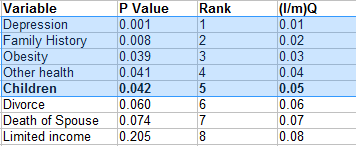 Variable P Value Rank (I/m)Q
Depression 0.001 1 0.01
Family History 0.008 2 0.02
Obesity 0.039 3 0.03
Other health 0.041 4 0.04
Children 0.042 5 0.05
Divorce 0.060 6 0.06
Death of Spouse 0.074 7 0.07
Limited income 0.205 8 0.08